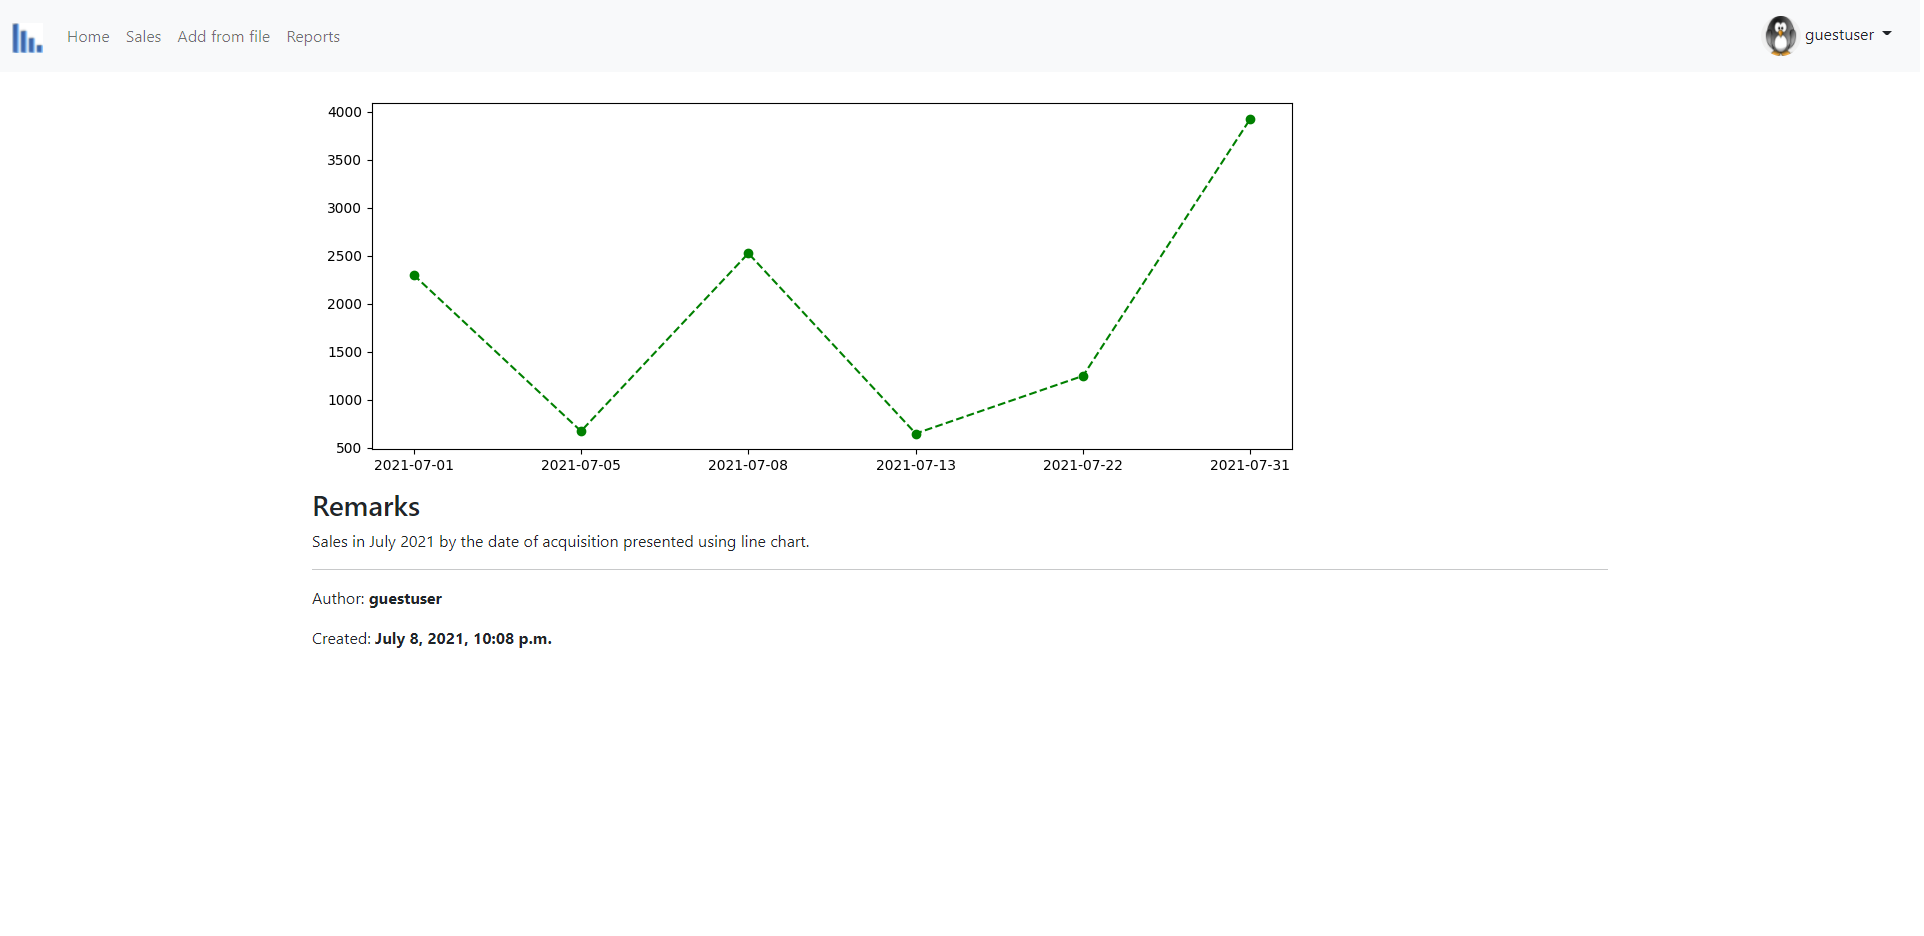 Home Sales Add from file Reports guestuser
4000
3500
3000
2500
2000
1500
1000
500
2021-07-01 2021-07-05 2021-07-08 2021-07-13 2021-07-22 2021-07-31
Remarks
Sales in July 2021 by the date of acquisition presented using line chart.
Author: guestuser
Created: July 8, 2021, 10:08 p.m.